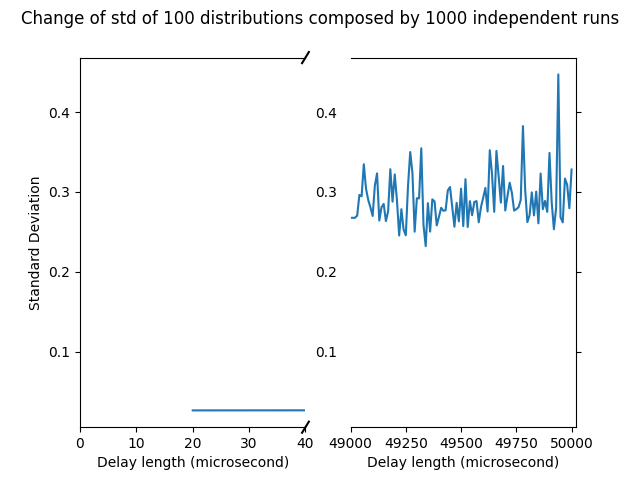 Change of std of 100 distributions composed by 1000 independent runs
Standard Deviation
0.4
0.3
0.2
0.1
0 10 20 30 40
Delay length (microsecond)
0.4
0.3
0.2
0.1
49000 49250 49500 49750 50000
Delay length (microsecond)